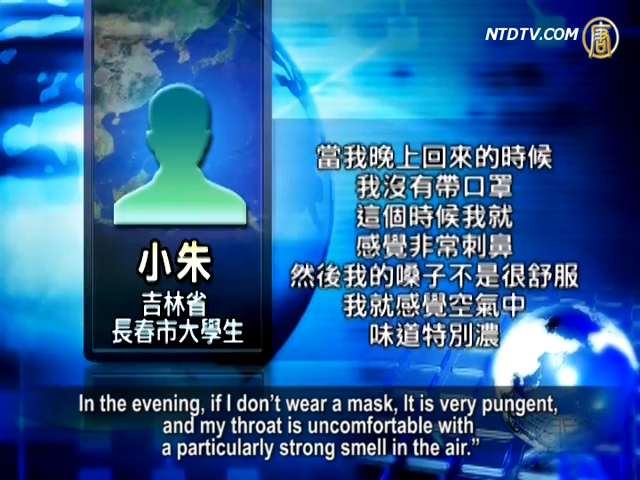 NTDTV.COM
唐
當我晚上回來的時候
我沒有帶口罩
這個時候我就
感覺非常刺鼻
然後我的嗓子不是很舒服
我就感覺空氣中
味道特別濃
小朱
吉林省
長春市大學生
In the evening, if I don't wear a mask, It is very pungent,
and my throat is uncomfortable with
a particularly strong smell in the air.”